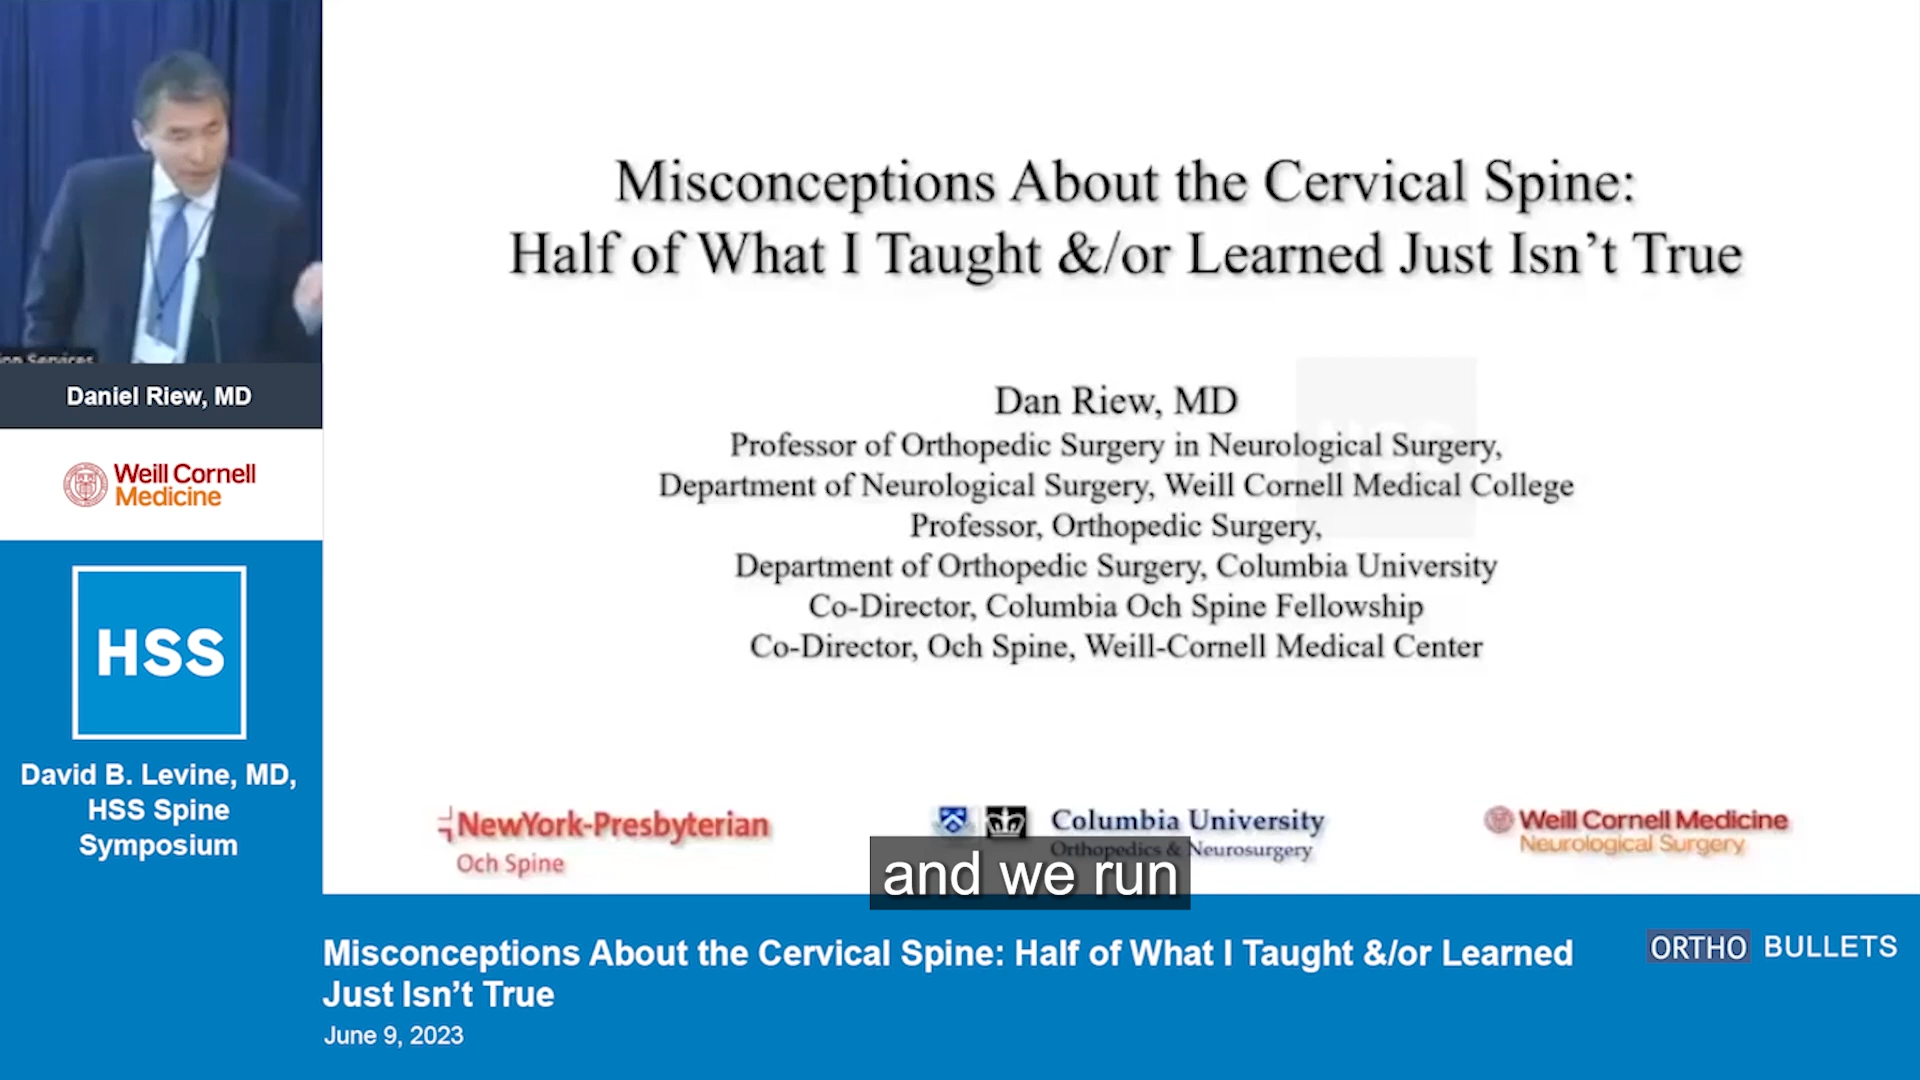 ion Services
Daniel Riew, MD
Weill Cornell
Medicine
HSS
David B. Levine, MD,
HSS Spine
Symposium
Misconceptions About the Cervical Spine:
Half of What I Taught &/or Learned Just Isn’t True
Dan Riew, MD
Professor of Orthopedic Surgery in Neurological Surgery,
Department of Neurological Surgery, Weill Cornell Medical College
Professor, Orthopedic Surgery,
Department of Orthopedic Surgery, Columbia University
Co-Director, Columbia Och Spine Fellowship
Co-Director, Och Spine, Weill-Cornell Medical Center
NewYork-Presbyterian
Och Spine
Columbia University
Orthopedics & Neurosurgery
Weill Cornell Medicine
Neurological Surgery
and we run
Misconceptions About the Cervical Spine: Half of What I Taught &/or Learned
Just Isn’t True
June 9, 2023
ORTHO BULLETS